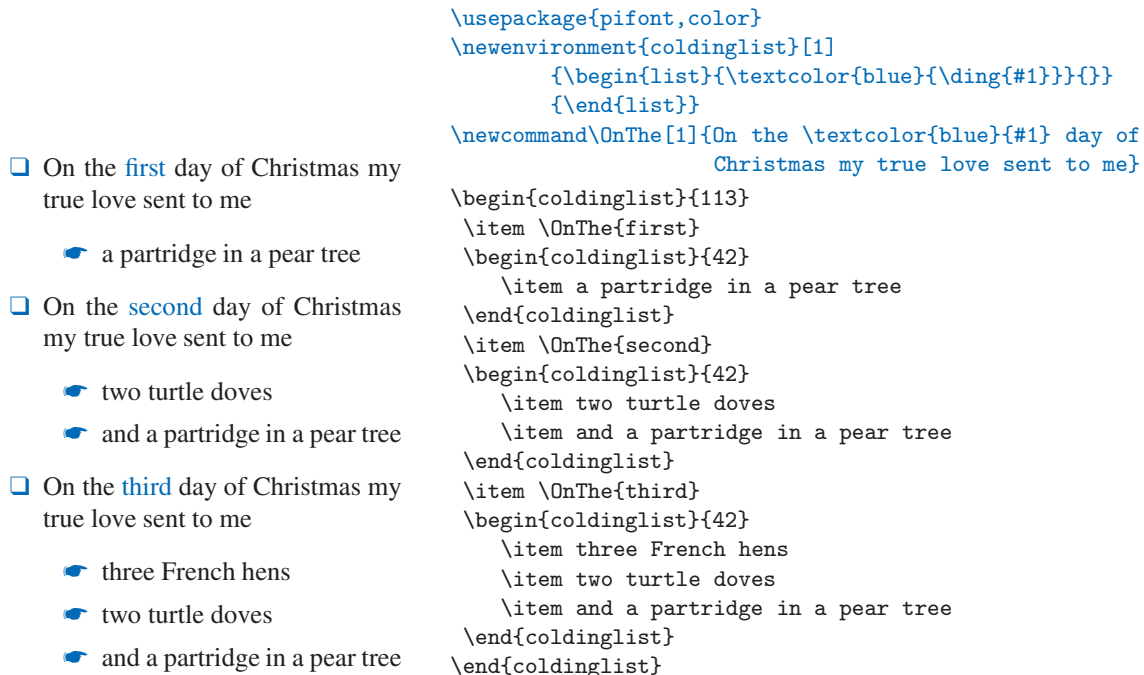 ❑ On the first day of Christmas my
true love sent to me
☛ a partridge in a pear tree
❑ On the second day of Christmas
my true love sent to me
☛ two turtle doves
☛ and a partridge in a pear tree
❑ On the third day of Christmas my
true love sent to me
☛ three French hens
☛ two turtle doves
☛ and a partridge in a pear tree
\usepackage{pifont,color}
\newenvironment{coldinglist}[1]
{\begin{list}{\textcolor{blue}{\ding{#1}}}{}}
{\end{list}}
\newcommand\OnThe[1]{On the \textcolor{blue}{#1} day of
Christmas my true love sent to me}
\begin{coldinglist}{113}
\item \OnThe{first}
\begin{coldinglist}{42}
\item a partridge in a pear tree
\end{coldinglist}
\item \OnThe{second}
\begin{coldinglist}{42}
\item two turtle doves
\item and a partridge in a pear tree
\end{coldinglist}
\item \OnThe{third}
\begin{coldinglist}{42}
\item three French hens
\item two turtle doves
\item and a partridge in a pear tree
\end{coldinglist}
\end{coldinglist}